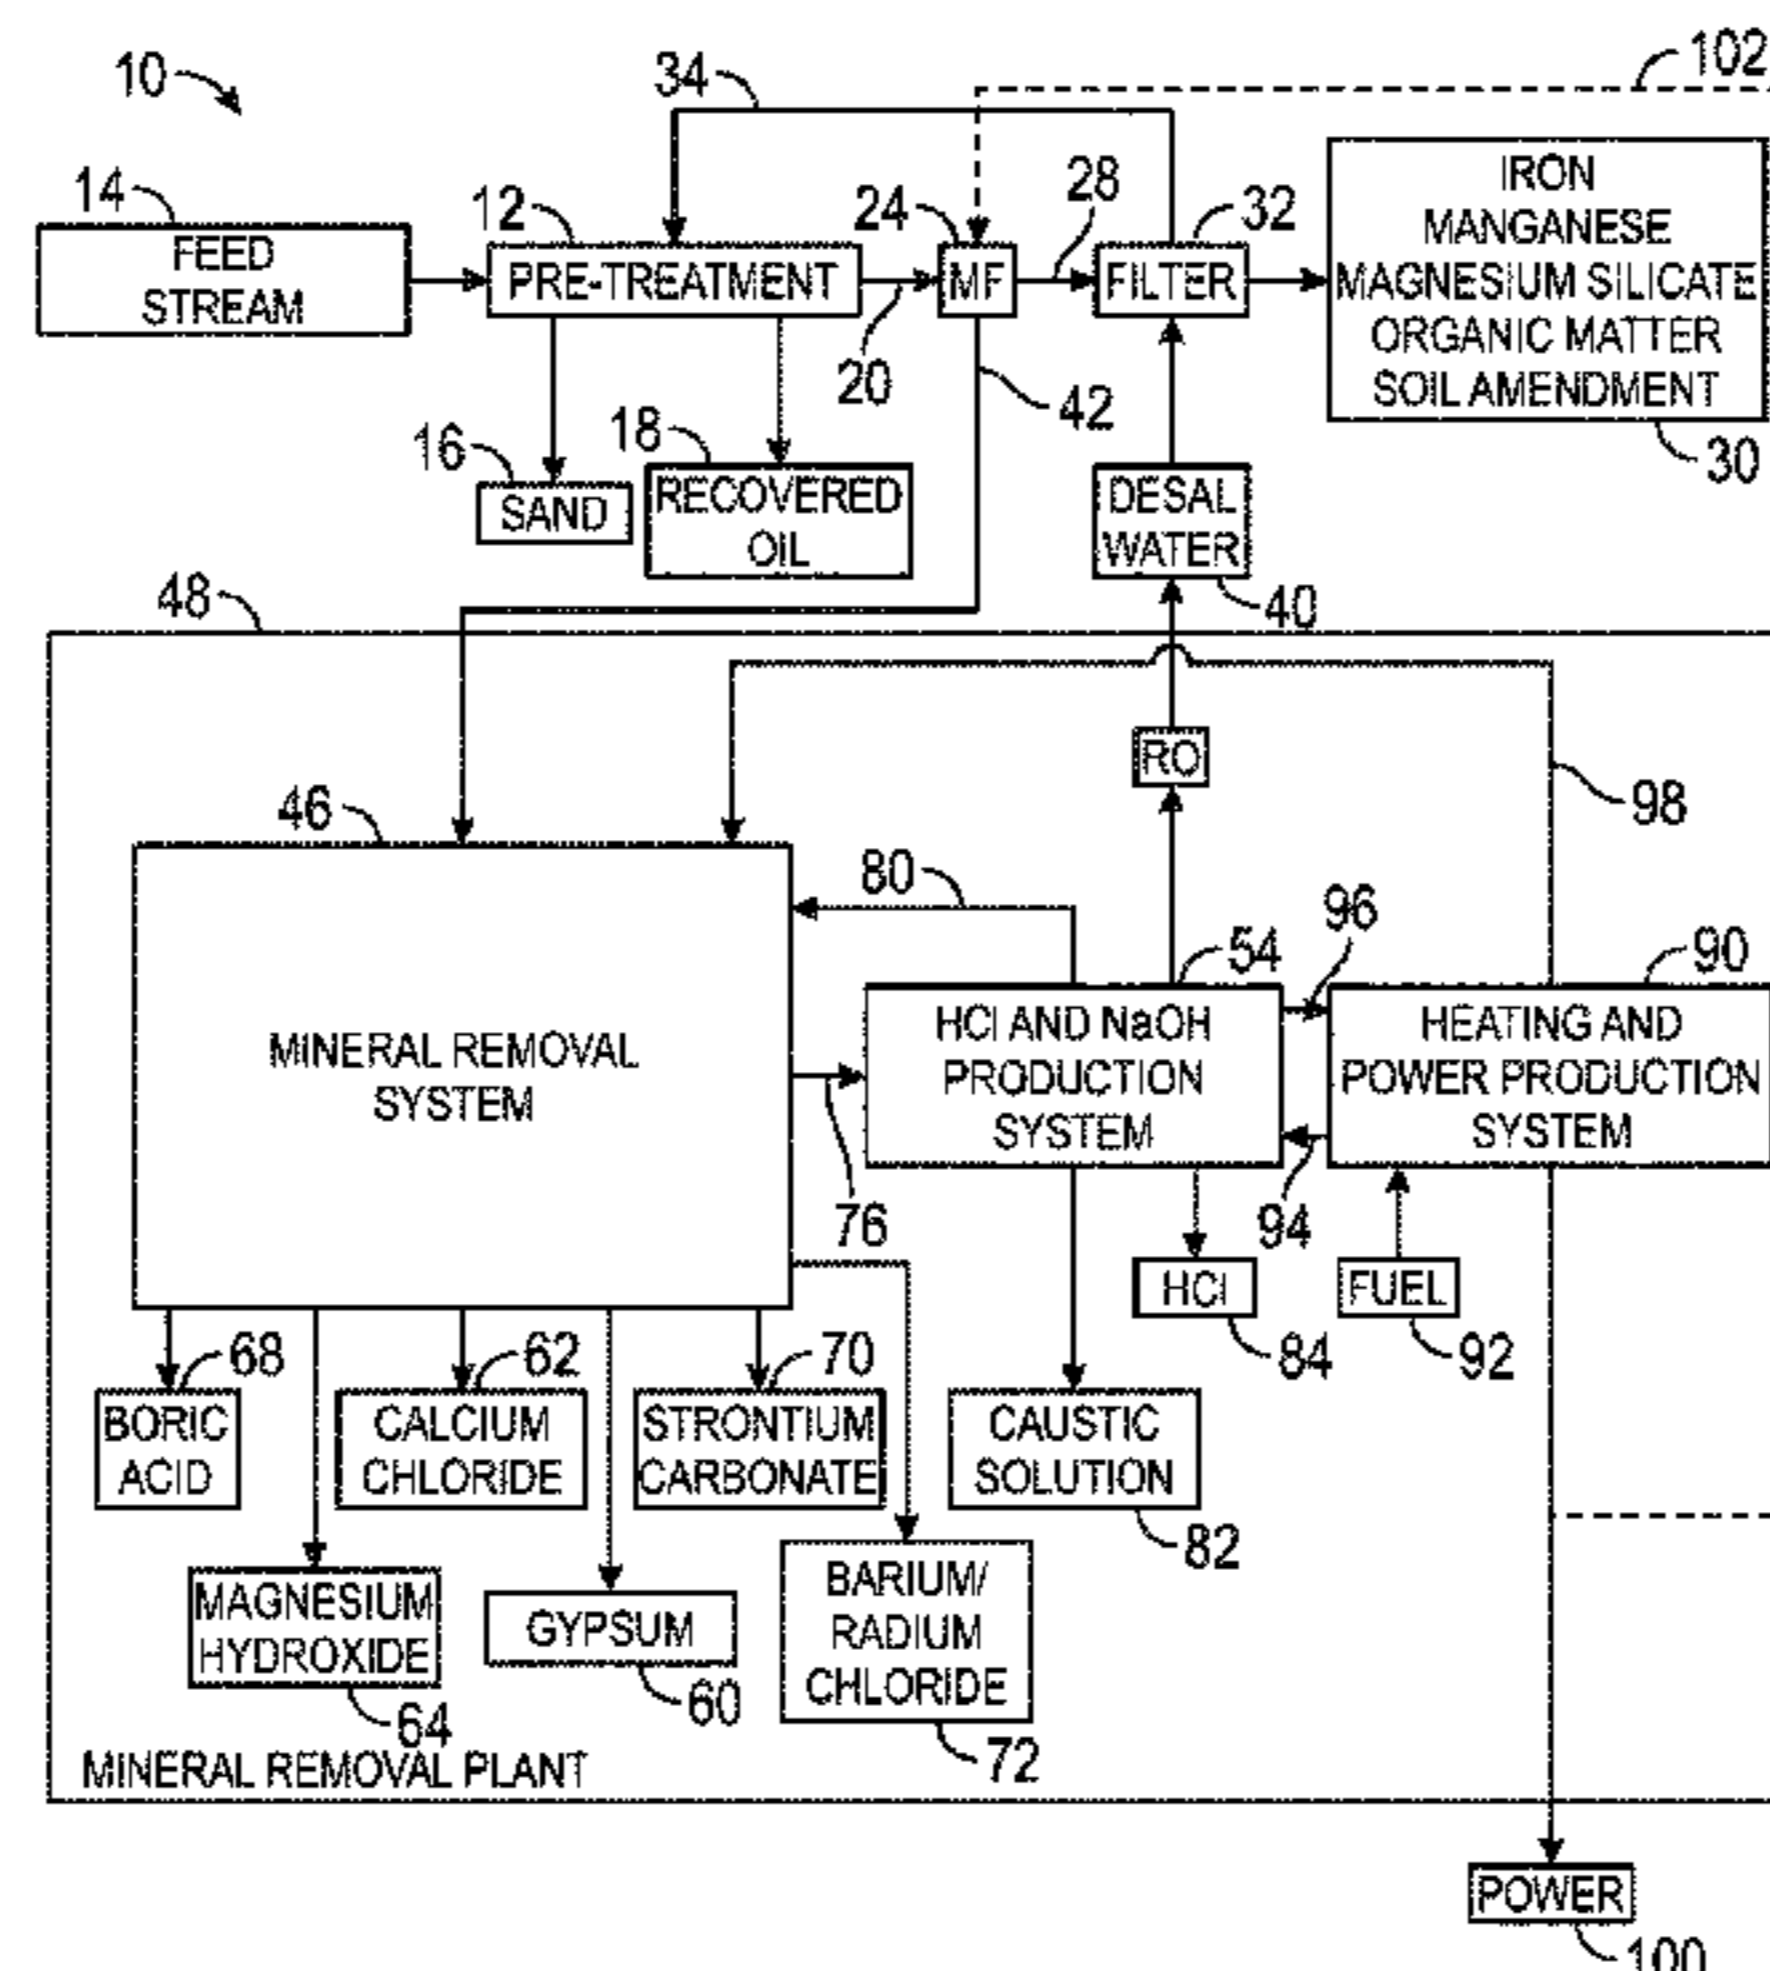 10
34
102
14
12
24
28
32
FEED
STREAM
PRE-TREATMENT
MF
FILTER
IRON
MANGANESE
MAGNESIUM SILICATE
ORGANIC MATTER
SOIL AMENDMENT
20
42
30
16
18
SAND
RECOVERED
OIL
DESAL
WATER
40
48
RO
98
46
80
96
54
90
MINERAL REMOVAL
SYSTEM
HCl AND NaOH
PRODUCTION
SYSTEM
HEATING AND
POWER PRODUCTION
SYSTEM
76
94
HCl
84
FUEL
92
68
62
70
BORIC
ACID
CALCIUM
CHLORIDE
STRONTIUM
CARBONATE
CAUSTIC
SOLUTION
82
MAGNESIUM
HYDROXIDE
64
GYPSUM
60
BARIUM/
RADIUM
CHLORIDE
72
MINERAL REMOVAL PLANT
POWER
100